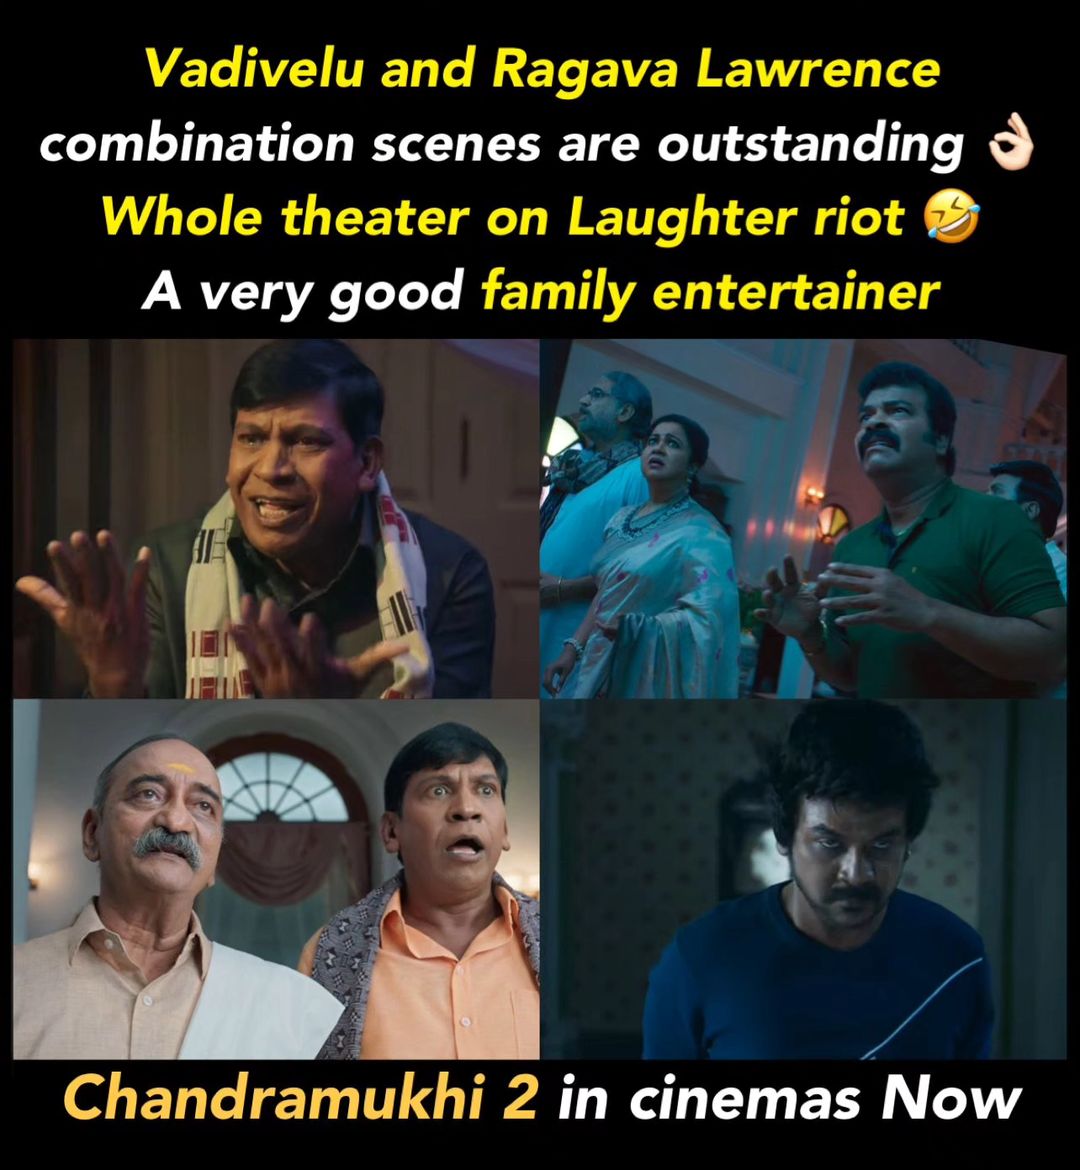 Vadivelu and Ragava Lawrence
combination scenes are outstanding 👌🏻
Whole theater on Laughter riot 🤣
A very good family entertainer
Chandramukhi 2 in cinemas Now